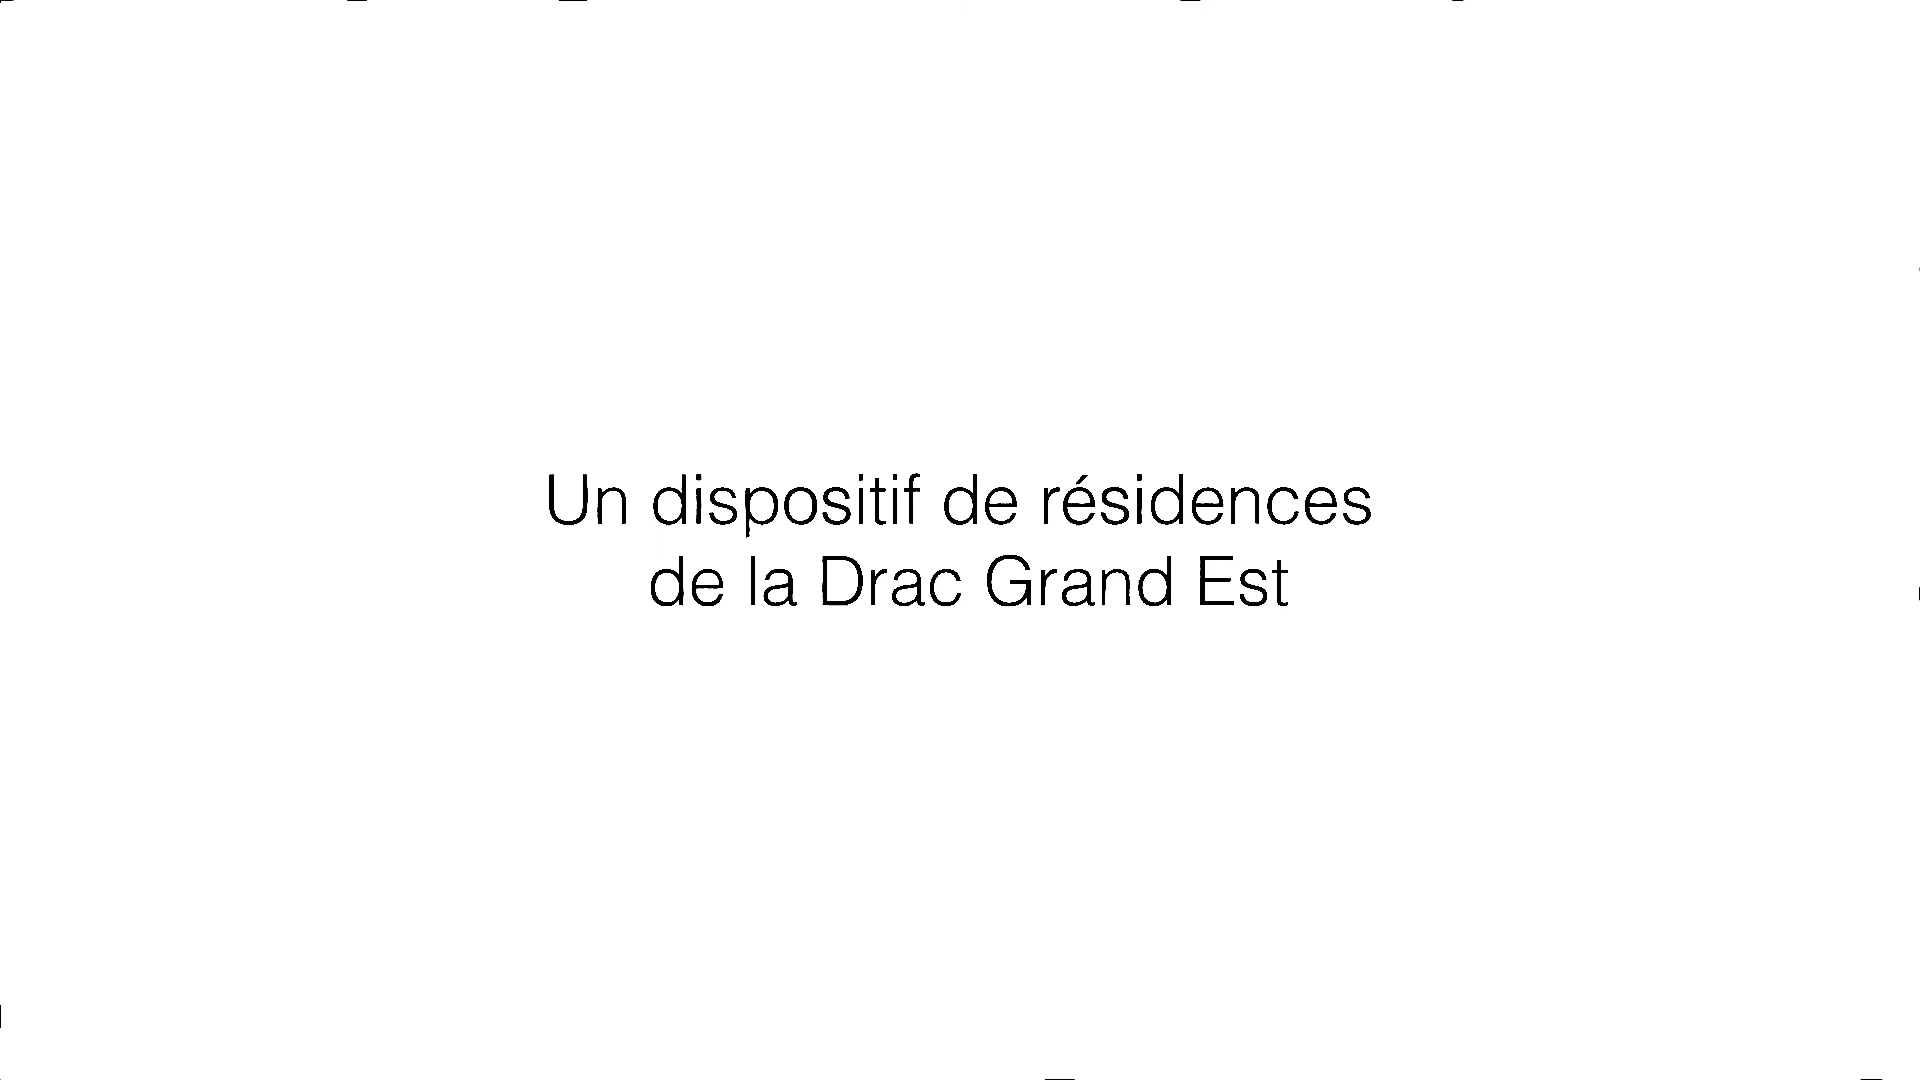 Un dispositif de résidences
de la Drac Grand Est